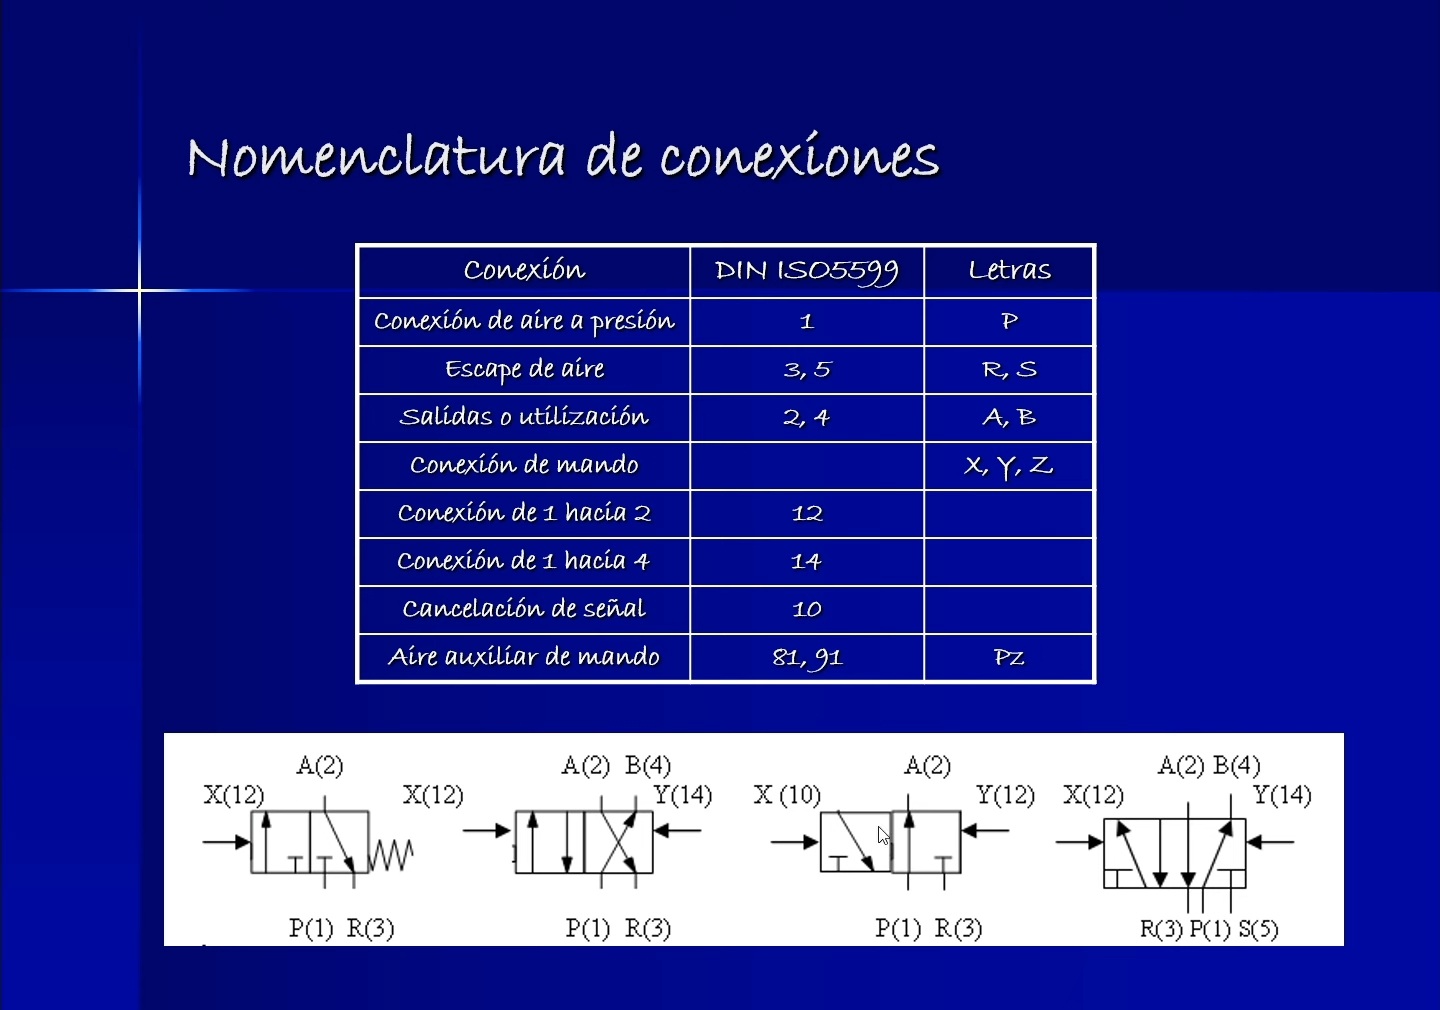 Nomenclatura de conexiones
Conexión DIN ISO5599 Letras
Conexión de aire a presión 1 P
Escape de aire 3, 5 R, S
Salidas o utilización 2, 4 A, B
Conexión de mando X, Y, Z
Conexión de 1 hacia 2 12
Conexión de 1 hacia 4 14
Cancelación de señal 10
Aire auxiliar de mando 81, 91 Pz
A(2) A(2) B(4) A(2) A(2) B(4)
X(12) X(12) Y(14) X (10) Y(12) X(12) Y(14)
P(1) R(3) P(1) R(3) P(1) R(3) R(3) P(1) S(5)